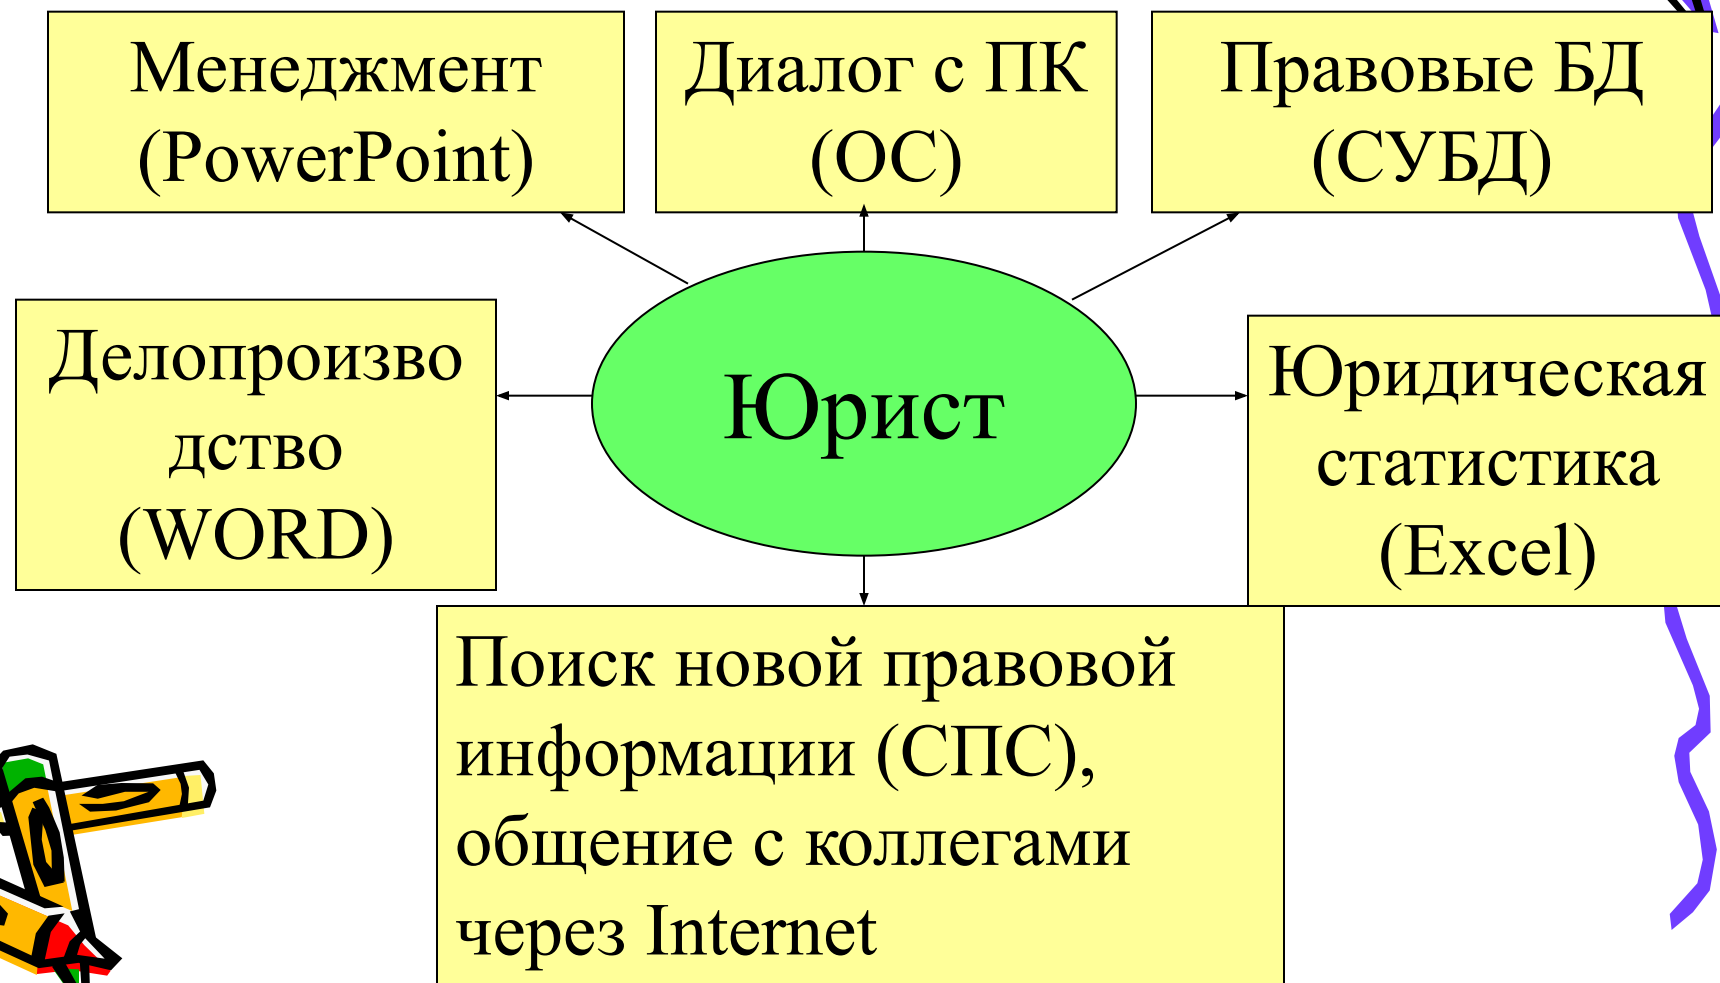 Менеджмент
(PowerPoint)
Диалог с ПК
(ОС)
Правовые БД
(СУБД)
Делопроизво
дство
(WORD)
Юрист
Юридическая
статистика
(Excel)
Поиск новой правовой
информации (СПС),
общение с коллегами
через Internet